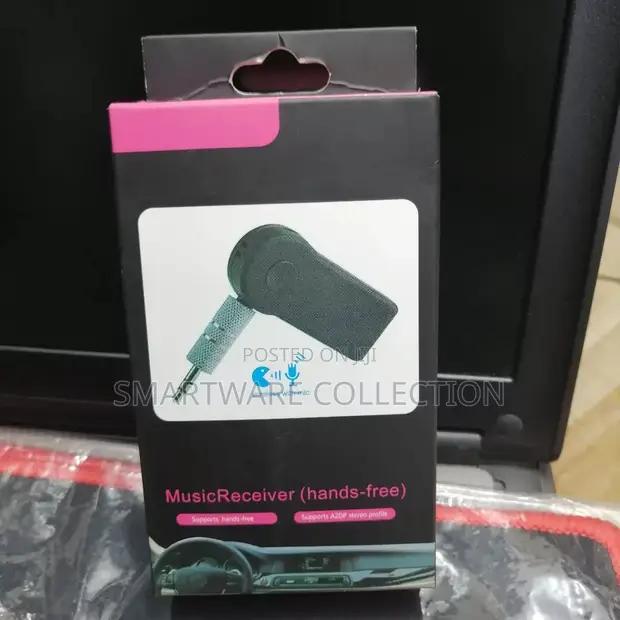 POSTED ON JIJI
SMARTWARE COLLECTION
MusicReceiver (hands-free)
Supports hands-free
Supports A2DP stereo profile